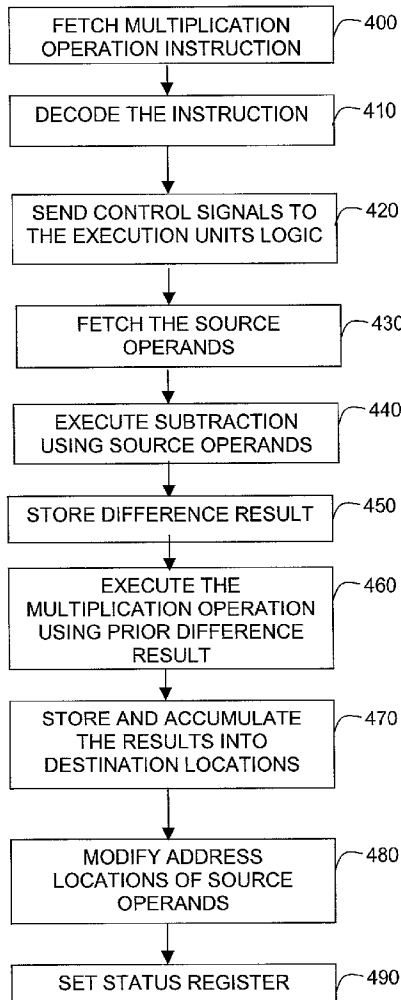 FETCH MULTIPLICATION
OPERATION INSTRUCTION
400
DECODE THE INSTRUCTION
410
SEND CONTROL SIGNALS TO
THE EXECUTION UNITS LOGIC
420
FETCH THE SOURCE
OPERANDS
430
EXECUTE SUBTRACTION
USING SOURCE OPERANDS
440
STORE DIFFERENCE RESULT
450
EXECUTE THE
MULTIPLICATION OPERATION
USING PRIOR DIFFERENCE
RESULT
460
STORE AND ACCUMULATE
THE RESULTS INTO
DESTINATION LOCATIONS
470
MODIFY ADDRESS
LOCATIONS OF SOURCE
OPERANDS
480
SET STATUS REGISTER
490